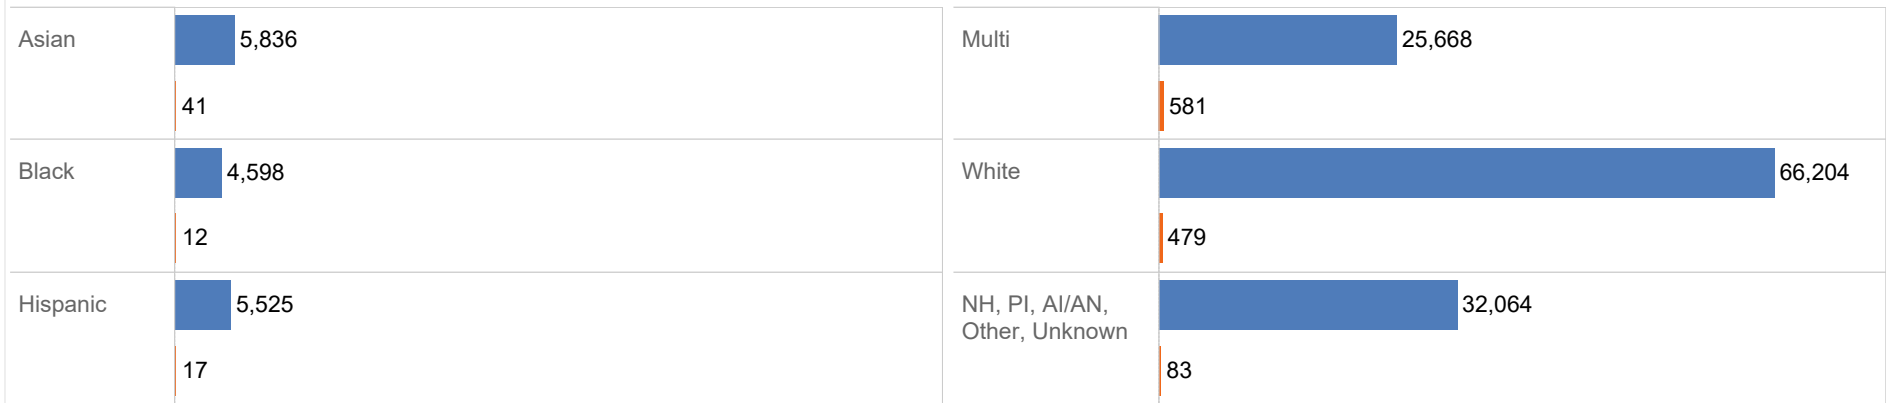 Asian
5,836
41
Black
4,598
12
Hispanic
5,525
17
Multi
25,668
581
White
66,204
479
NH, PI, AI/AN,
Other, Unknown
32,064
83